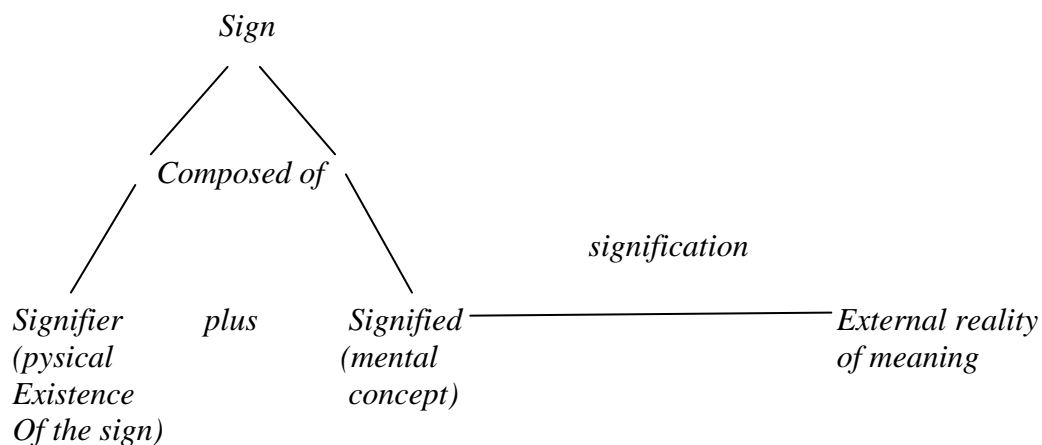 Sign
Composed of
signification
Signifier plus Signified External reality
(pysical (mental of meaning
Existence concept)
Of the sign)